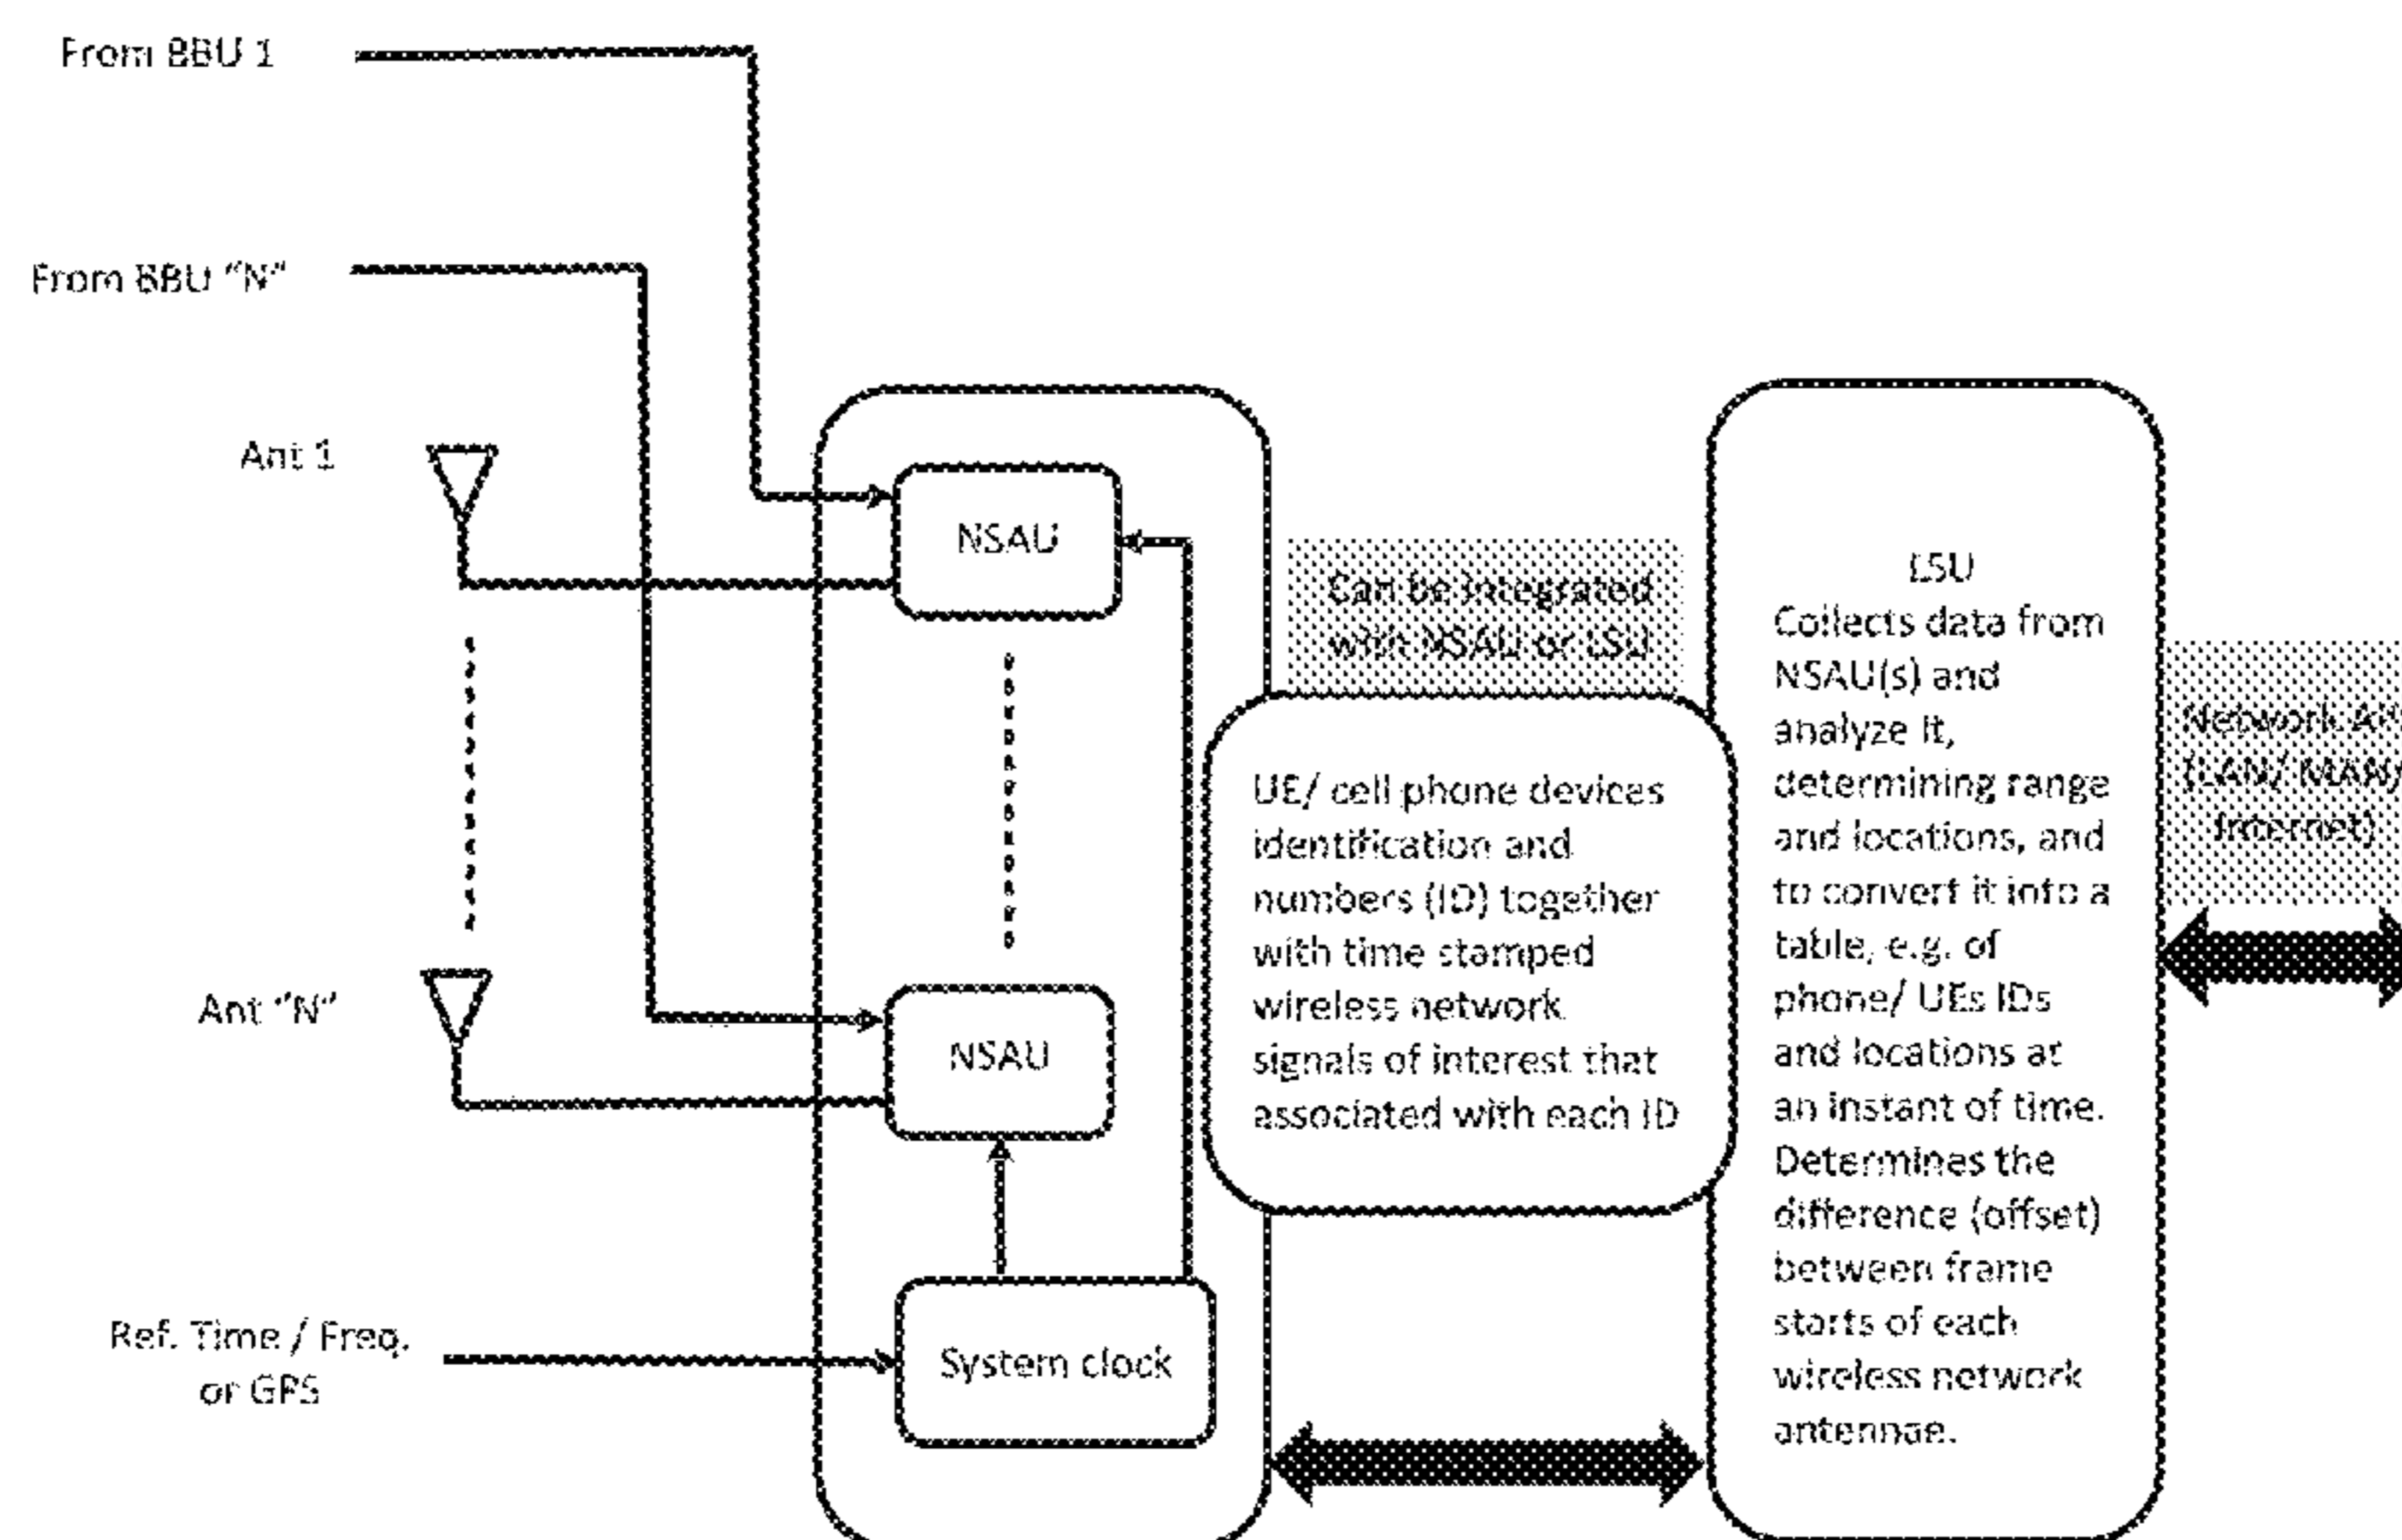 From BBU 1
From BBU "N"
Ant 1
NSAU
Can be integrated
with NSAU or LSU
LSU
Collects data from
NSAU(s) and
analyze it,
determining range
and locations, and
to convert it into a
table, e.g. of
phone/ UEs IDs
and locations at
an instant of time.
Determines the
difference (offset)
between frame
starts of each
wireless network
antennae.
Network
(LAN/ MAN/
Internet)
UE/ cell phone devices
identification and
numbers (ID) together
with time stamped
wireless network
signals of interest that
associated with each ID
Ant "N"
NSAU
Ref. Time / Freq.
or GPS
System clock